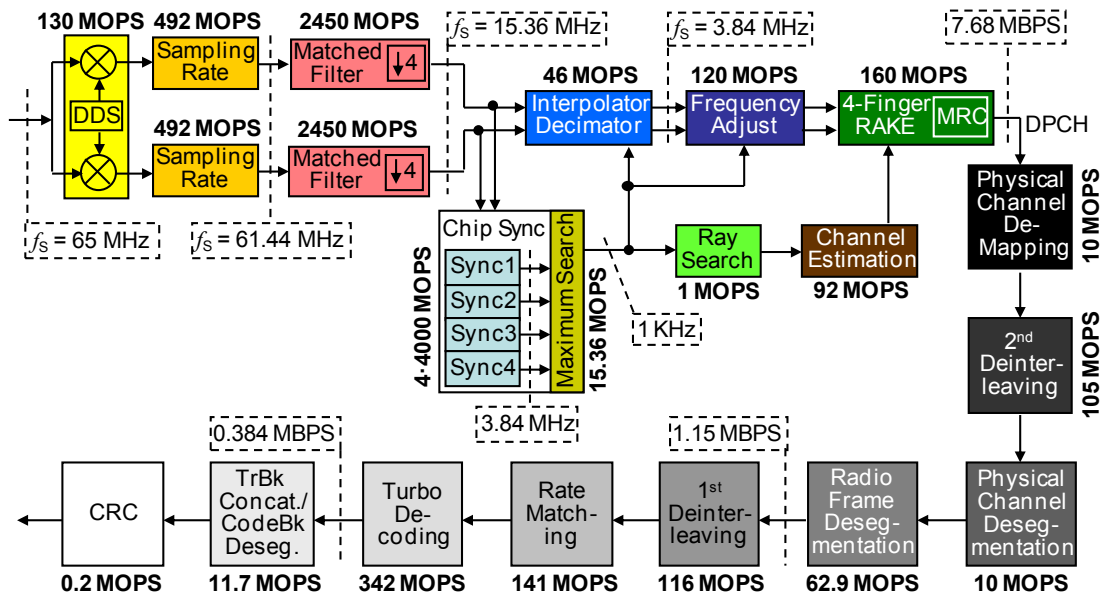 130 MOPS
492 MOPS
2450 MOPS
fS = 15.36 MHz
fS = 3.84 MHz
7.68 MBPS
Sampling
Rate
Matched
Filter
↓4
46 MOPS
120 MOPS
160 MOPS
DDS
Interpolator
Decimator
Frequency
Adjust
4-Finger
RAKE
MRC
DPCH
492 MOPS
2450 MOPS
Sampling
Rate
Matched
Filter
↓4
Physical
Channel
De-
Mapping
10 MOPS
fS = 65 MHz
fS = 61.44 MHz
Chip Sync
Sync1
Sync2
Sync3
Sync4
4·4000 MOPS
Maximum Search
15.36 MOPS
Ray
Search
1 MOPS
Channel
Estimation
92 MOPS
1 KHz
3.84 MHz
2nd
Deinter-
leaving
105 MOPS
0.384 MBPS
1.15 MBPS
CRC
0.2 MOPS
TrBk
Concat./
CodeBk
Deseg.
11.7 MOPS
Turbo
De-
coding
342 MOPS
Rate
Match-
ing
141 MOPS
1st
Deinter-
leaving
116 MOPS
Radio
Frame
Deseg-
mentation
62.9 MOPS
Physical
Channel
Deseg-
mentation
10 MOPS